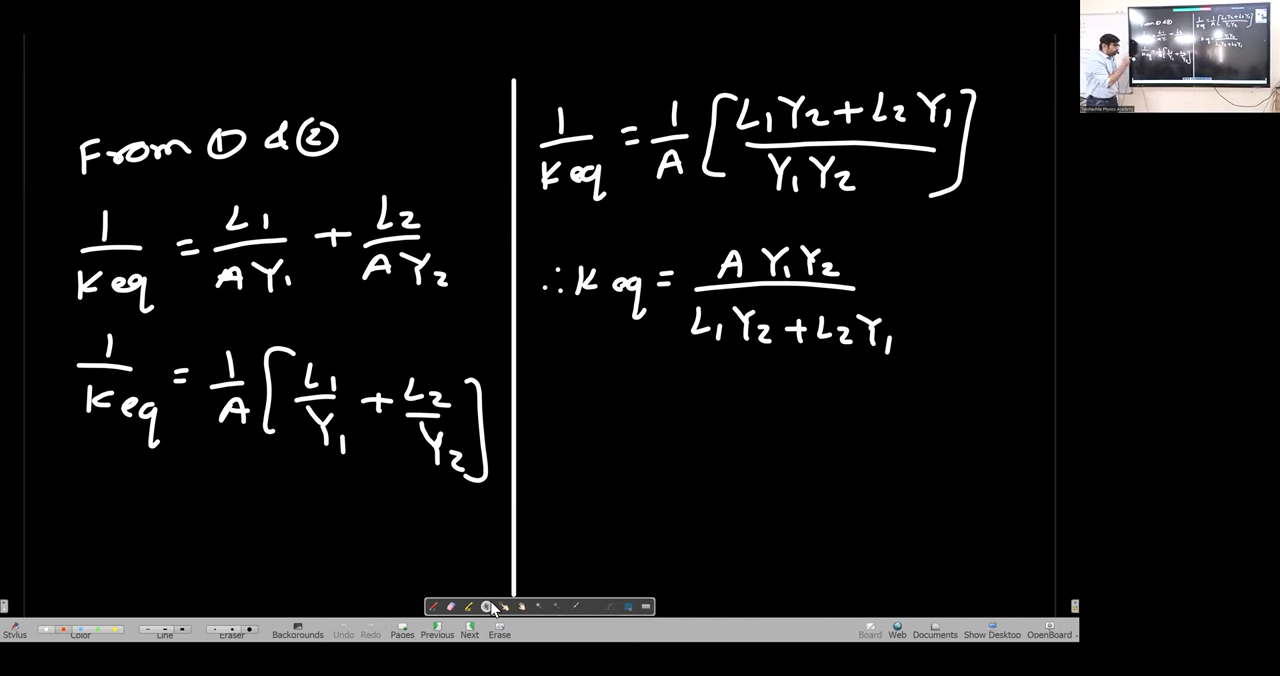 From ① & ②
1/Keq = L1/AY1 + L2/AY2
1/Keq = 1/A [L1/Y1 + L2/Y2]
1/Keq = 1/A [(L1Y2 + L2Y1)/Y1Y2]
∴ Keq = A Y1Y2/(L1Y2 + L2Y1)
Stylus Color Line Eraser Backgrounds Undo Redo Pages Previous Next Erase Board Web Documents Show Desktop OpenBoard